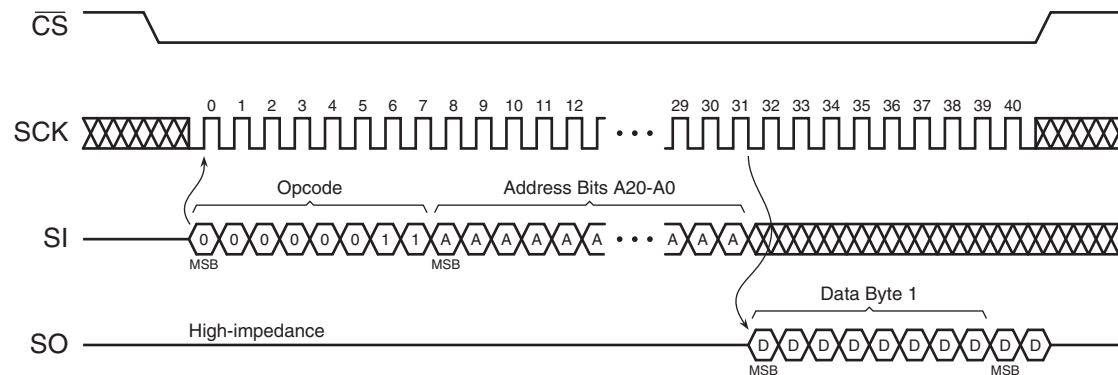 CS
0 1 2 3 4 5 6 7 8 9 10 11 12 29 30 31 32 33 34 35 36 37 38 39 40
SCK • • •
Opcode Address Bits A20-A0
SI 0 0 0 0 0 0 1 1 A A A A A A • • • A A A
MSB MSB
Data Byte 1
High-impedance
SO D D D D D D D D D D
MSB MSB